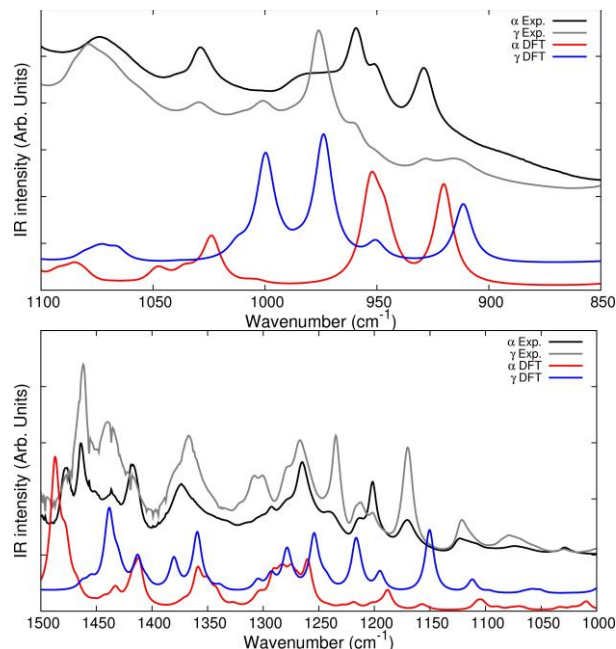 IR intensity (Arb. Units)
α Exp.
γ Exp.
α DFT
γ DFT
1100 1050 1000 950 900 850
Wavenumber (cm⁻¹)
IR intensity (Arb. Units)
α Exp.
γ Exp.
α DFT
γ DFT
1500 1450 1400 1350 1300 1250 1200 1150 1100 1050 1000
Wavenumber (cm⁻¹)